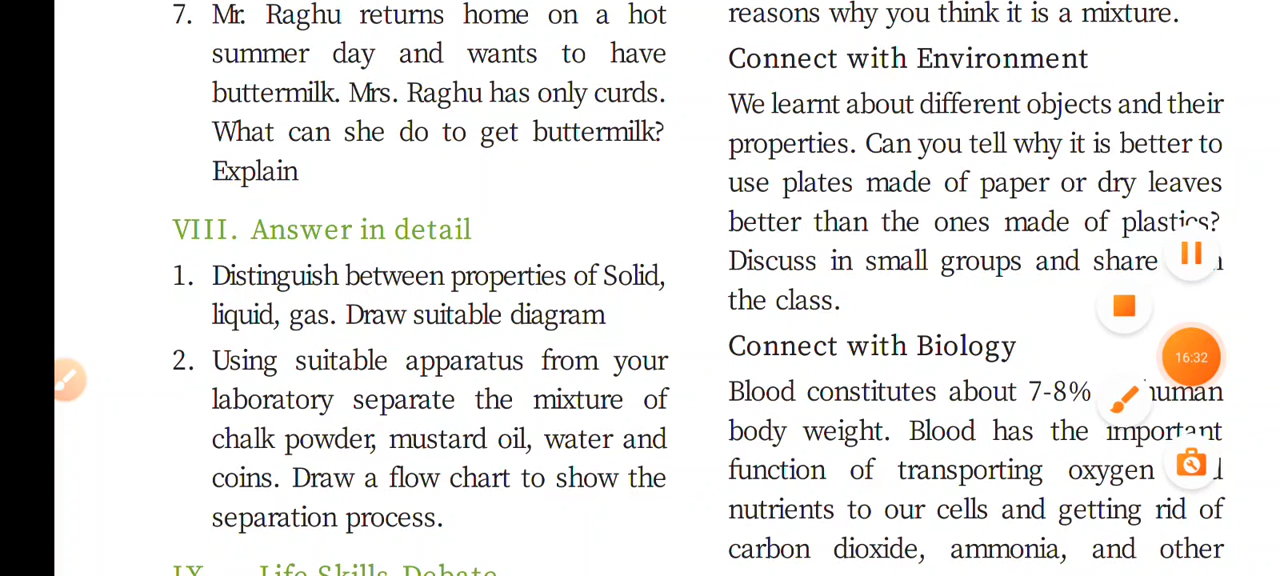 7. Mr. Raghu returns home on a hot
summer day and wants to have
buttermilk. Mrs. Raghu has only curds.
What can she do to get buttermilk?
Explain
VIII. Answer in detail
1. Distinguish between properties of Solid,
liquid, gas. Draw suitable diagram
2. Using suitable apparatus from your
laboratory separate the mixture of
chalk powder, mustard oil, water and
coins. Draw a flow chart to show the
separation process.
IX. Life Skills-Debate
reasons why you think it is a mixture.
Connect with Environment
We learnt about different objects and their
properties. Can you tell why it is better to
use plates made of paper or dry leaves
better than the ones made of plastics?
Discuss in small groups and share
the class.
Connect with Biology
Blood constitutes about 7-8% human
body weight. Blood has the important
function of transporting oxygen
nutrients to our cells and getting rid of
carbon dioxide, ammonia, and other
16:32